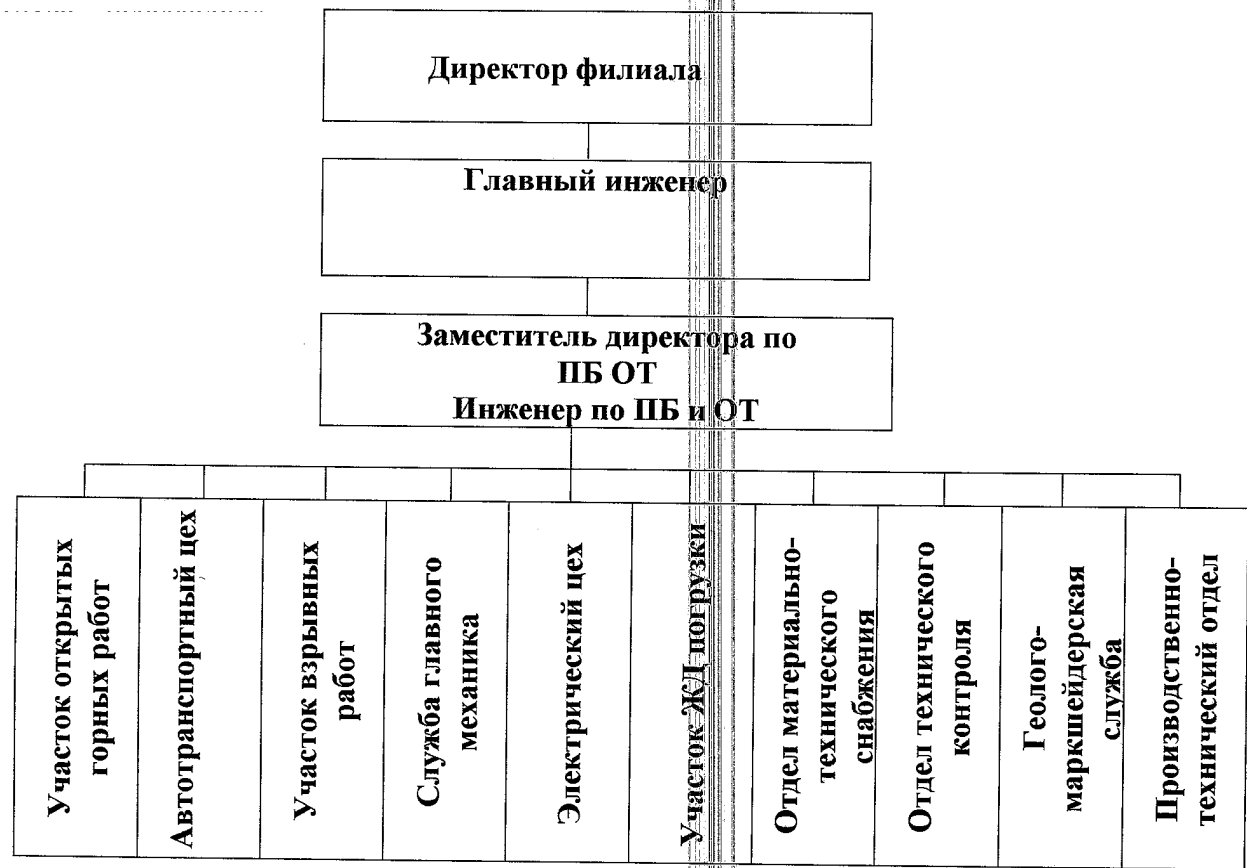 Директор филиала
Главный инженер
Заместитель директора по
ПБ ОТ
Инженер по ПБ и ОТ
Участок открытых
горных работ
Автотранспортный цех
Участок взрывных
работ
Служба главного
механика
Электрический цех
Участок ЖД погрузки
Отдел материально-
технического
снабжения
Отдел технического
контроля
Геолого-
маркшейдерская
служба
Производственно-
технический отдел